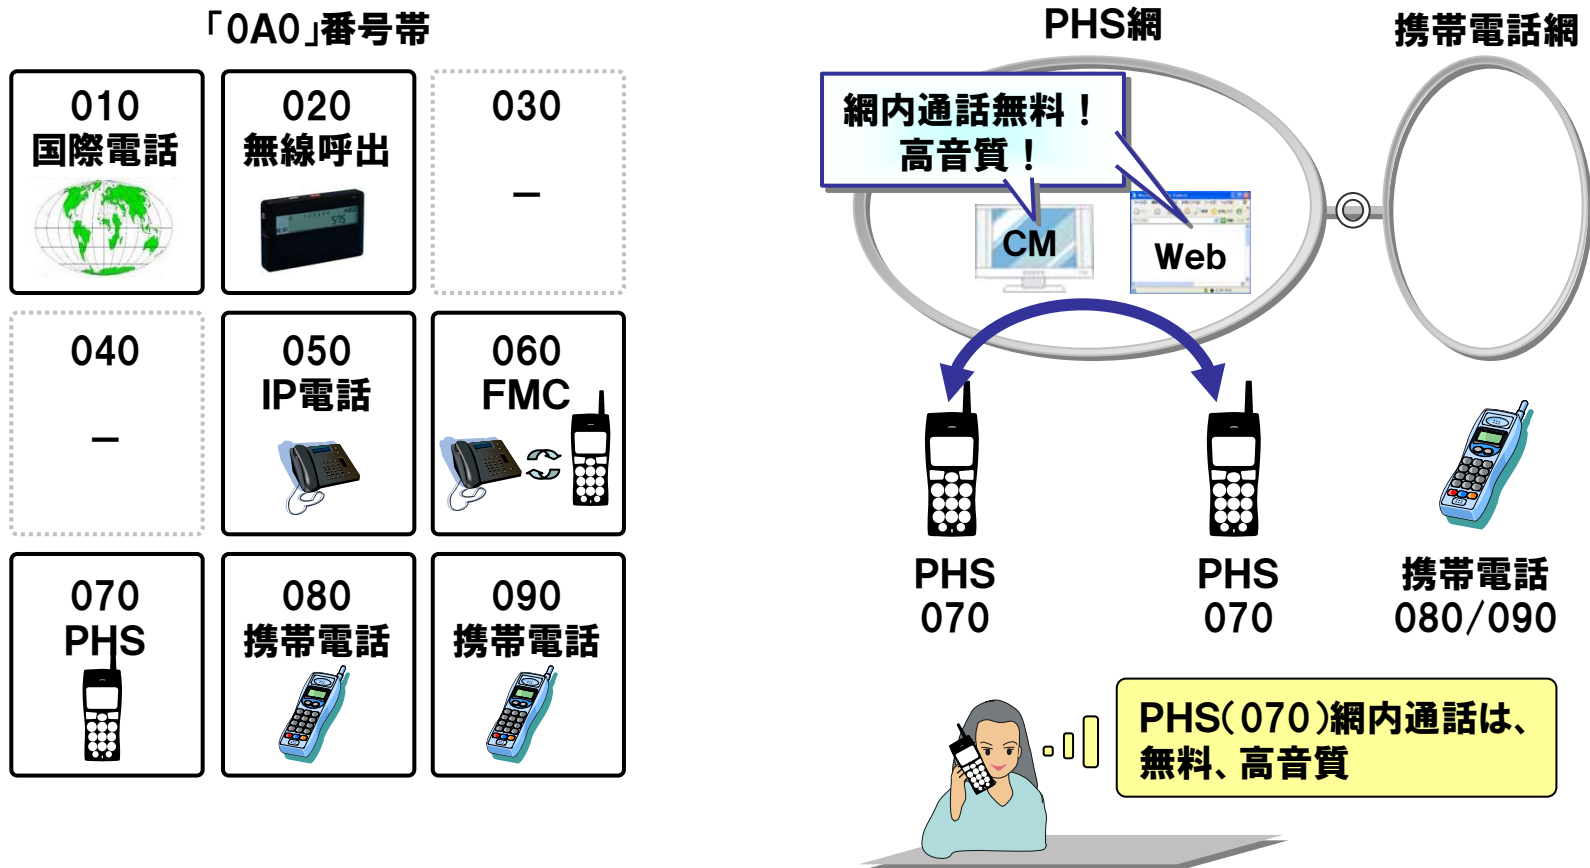 「0A0」番号帯
010
国際電話
020
無線呼出
030
－
040
－
050
IP電話
060
FMC
070
PHS
080
携帯電話
090
携帯電話
PHS網
携帯電話網
網内通話無料！
高音質！
CM
Web
PHS
070
PHS
070
携帯電話
080/090
PHS(070)網内通話は、
無料、高音質